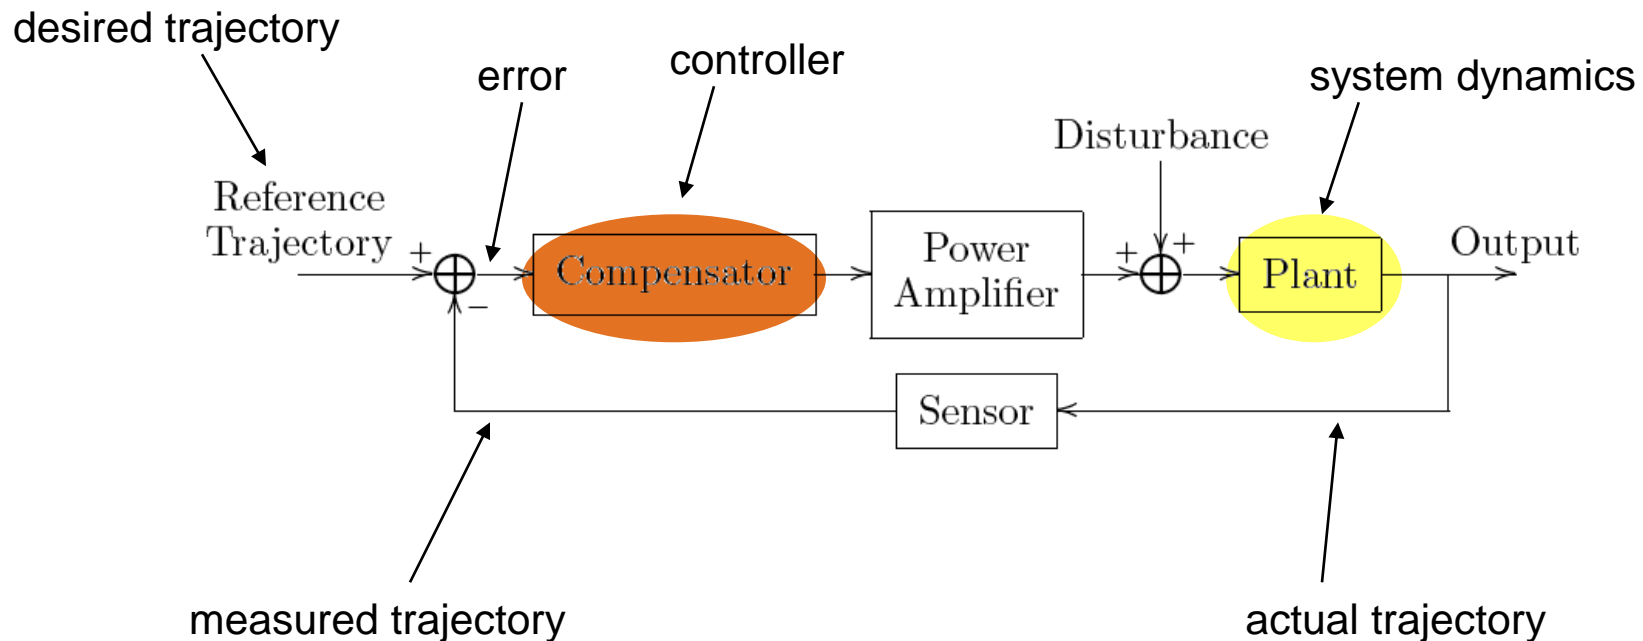 desired trajectory
error
controller
system dynamics
Disturbance
Reference
Trajectory
+
−
Compensator
Power
Amplifier
+
+
Plant
Output
Sensor
measured trajectory
actual trajectory